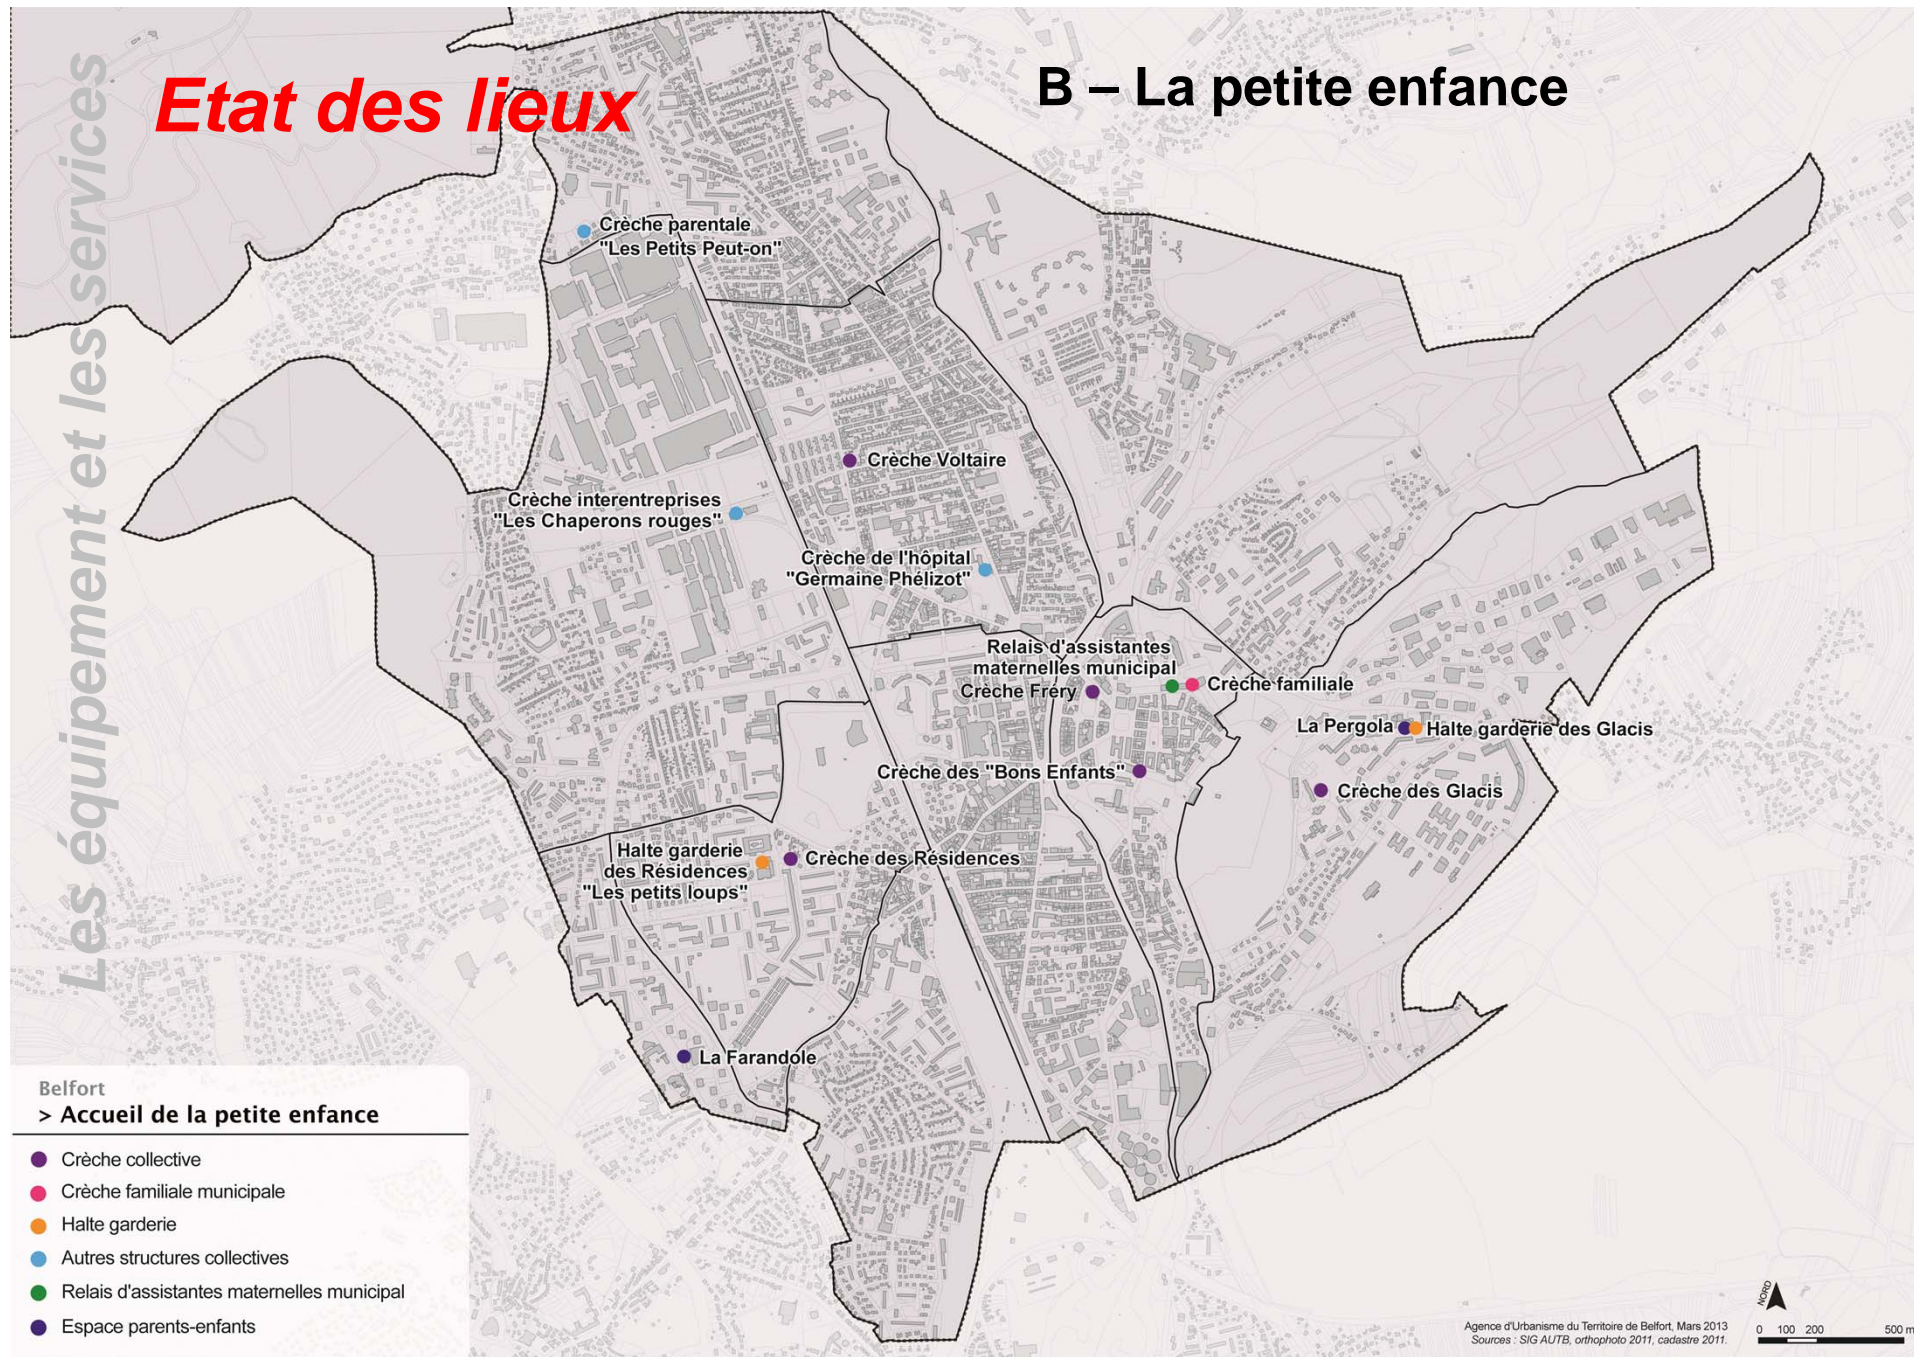 Les équipement et les services
Etat des lieux
B – La petite enfance
Crèche parentale
"Les Petits Peut-on"
Crèche Voltaire
Crèche interentreprises
"Les Chaperons rouges"
Crèche de l'hôpital
"Germaine Phélizot"
Relais d'assistantes
maternelles municipal
Crèche Fréry
Crèche familiale
La Pergola
Halte garderie des Glacis
Crèche des "Bons Enfants"
Crèche des Glacis
Halte garderie
des Résidences
"Les petits loups"
Crèche des Résidences
La Farandole
Belfort
> Accueil de la petite enfance
Crèche collective
Crèche familiale municipale
Halte garderie
Autres structures collectives
Relais d'assistantes maternelles municipal
Espace parents-enfants
NORD
Agence d'Urbanisme du Territoire de Belfort, Mars 2013
Sources : SIG AUTB, orthophoto 2011, cadastre 2011.
0 100 200 500 m